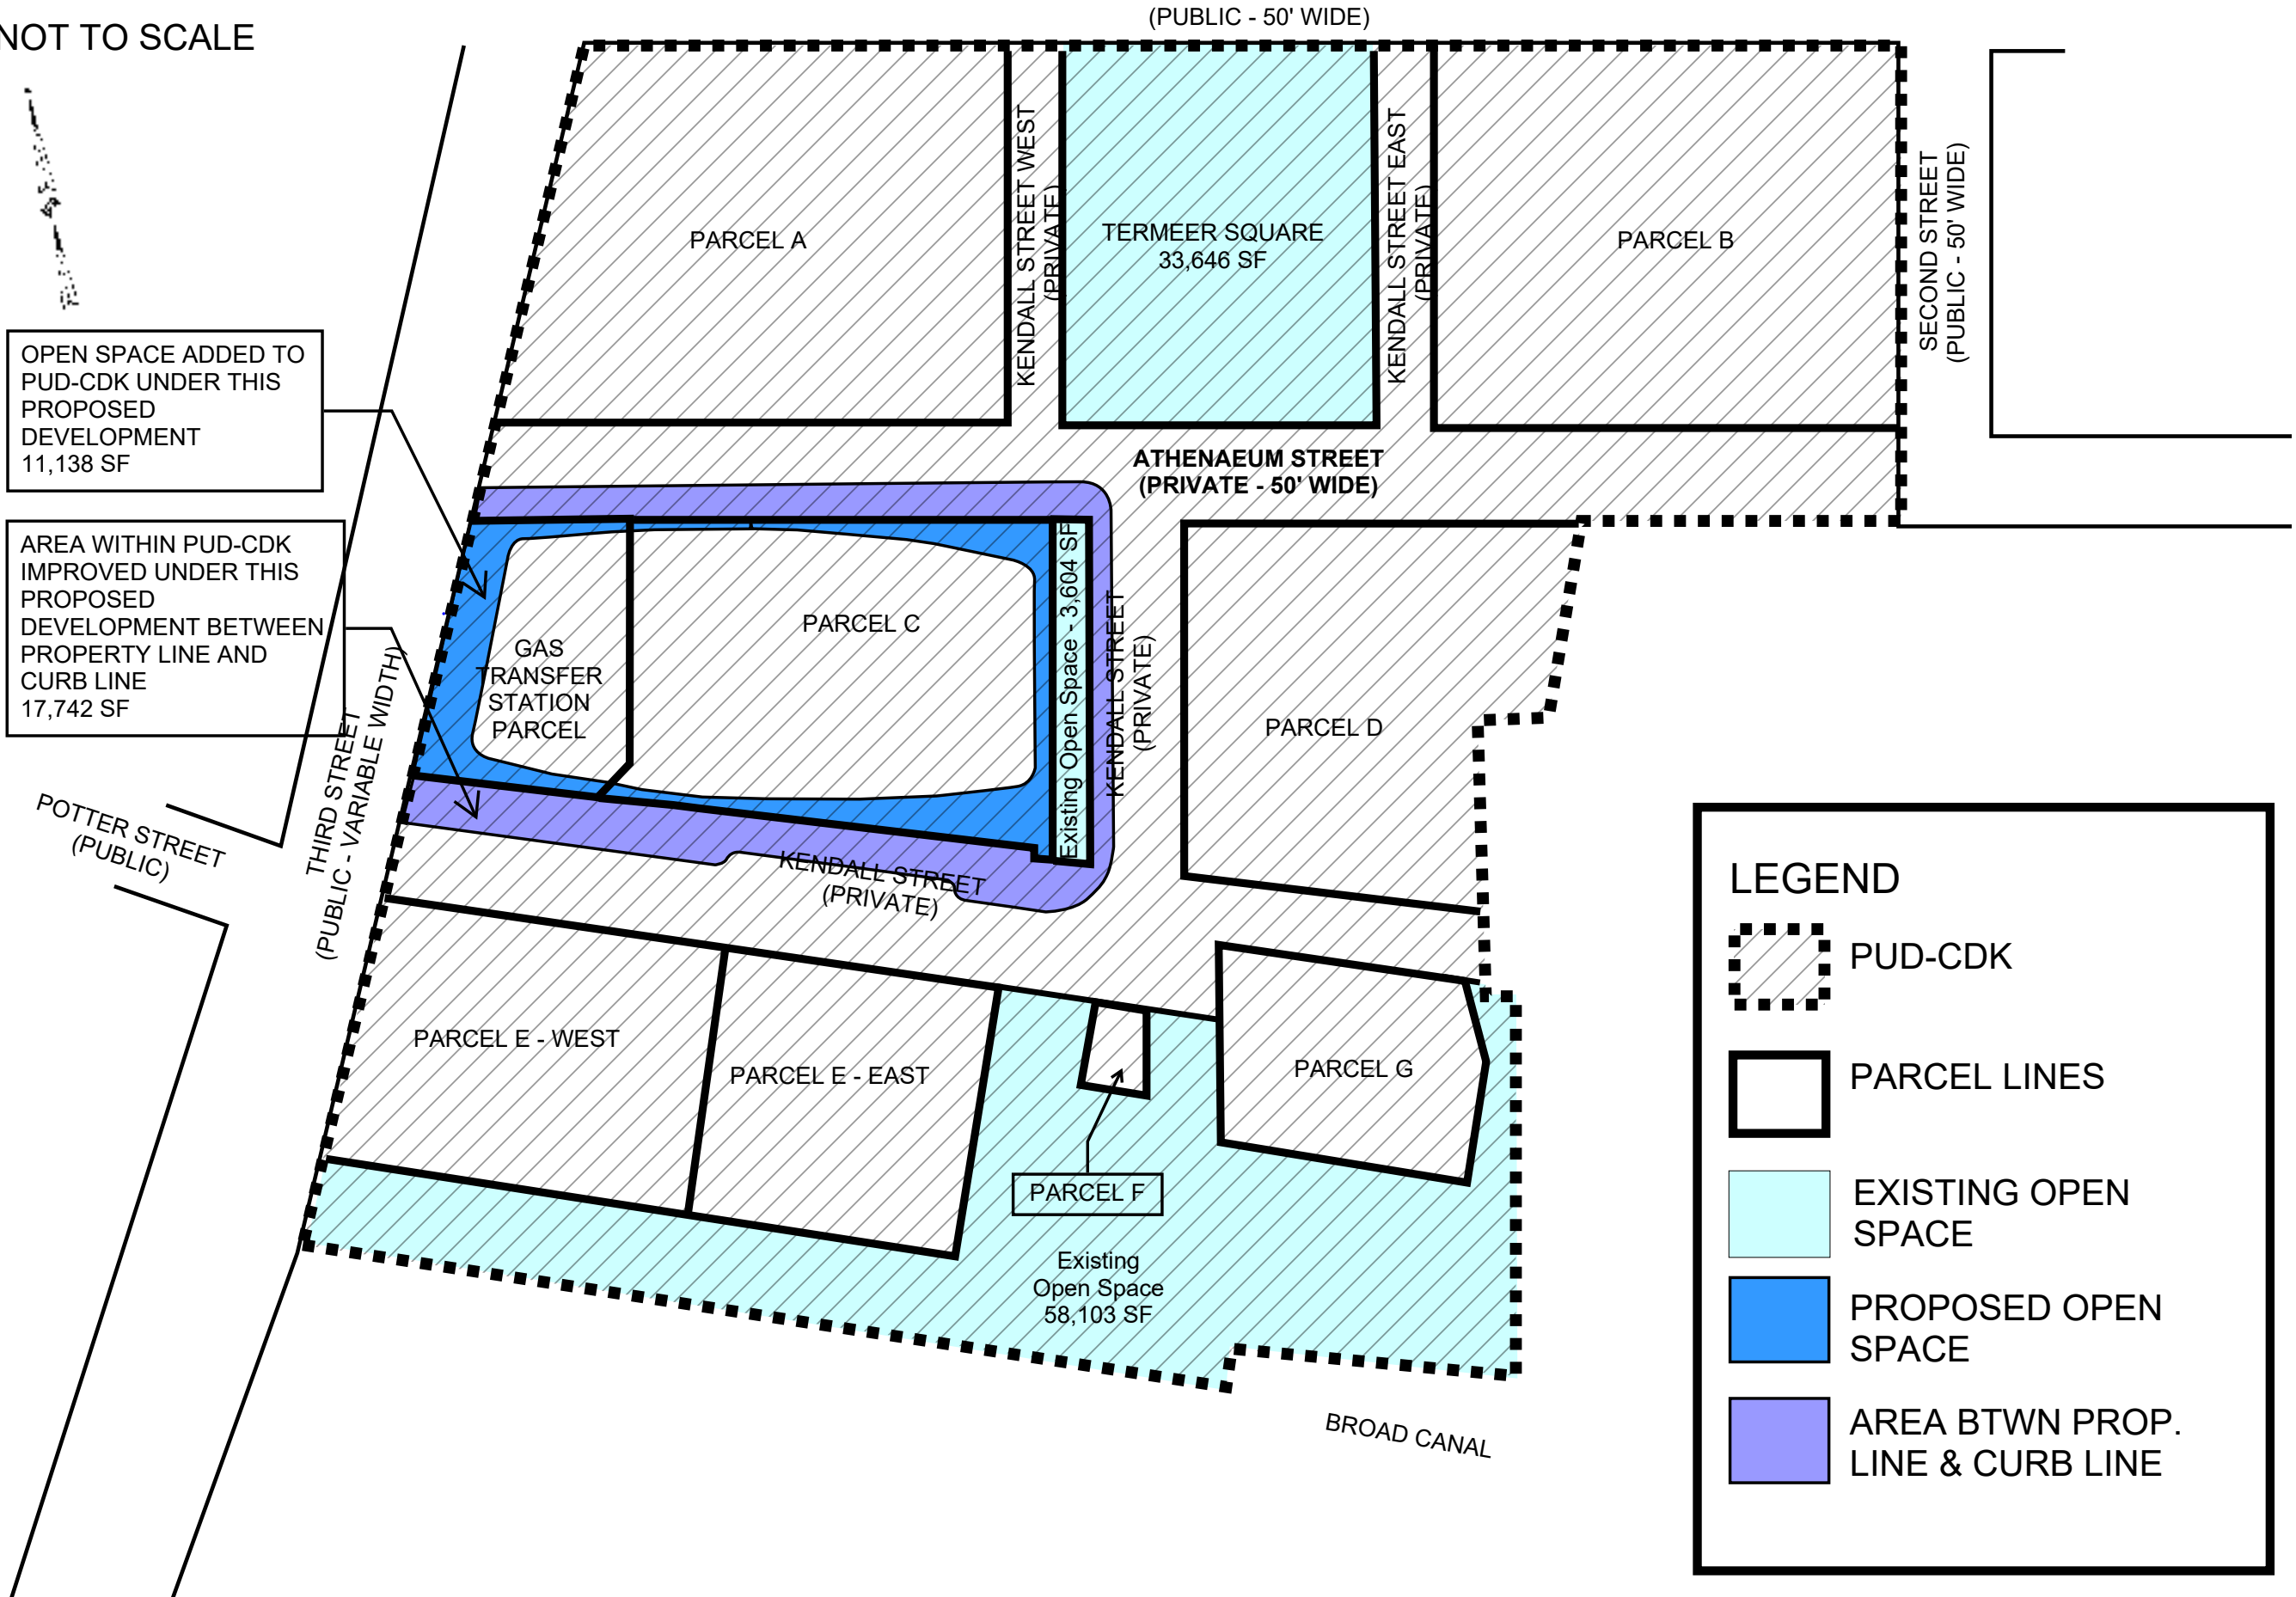 (PUBLIC - 50' WIDE)
NOT TO SCALE
KENDALL STREET WEST
(PRIVATE)
KENDALL STREET EAST
(PRIVATE)
SECOND STREET
(PUBLIC - 50' WIDE)
PARCEL A
TERMEER SQUARE
33,646 SF
PARCEL B
OPEN SPACE ADDED TO
PUD-CDK UNDER THIS
PROPOSED
DEVELOPMENT
11,138 SF
ATHENAEUM STREET
(PRIVATE - 50' WIDE)
AREA WITHIN PUD-CDK
IMPROVED UNDER THIS
PROPOSED
DEVELOPMENT BETWEEN
PROPERTY LINE AND
CURB LINE
17,742 SF
GAS
TRANSFER
STATION
PARCEL
PARCEL C
Existing Open Space - 3,604 SF
KENDALL STREET
(PRIVATE)
PARCEL D
THIRD STREET
(PUBLIC - VARIABLE WIDTH)
POTTER STREET
(PUBLIC)
KENDALL STREET
(PRIVATE)
PARCEL E - WEST
PARCEL E - EAST
PARCEL G
PARCEL F
Existing
Open Space
58,103 SF
BROAD CANAL
LEGEND
PUD-CDK
PARCEL LINES
EXISTING OPEN
SPACE
PROPOSED OPEN
SPACE
AREA BTWN PROP.
LINE & CURB LINE